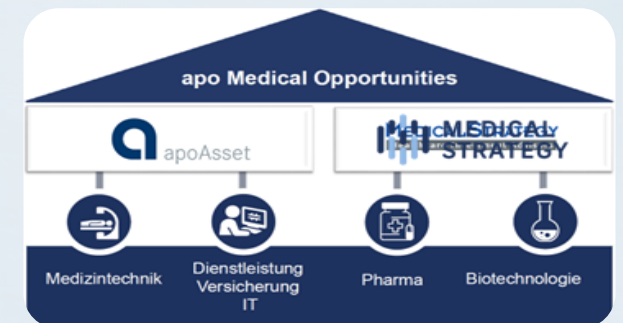 apo Medical Opportunities
apoAsset
MEDICAL
STRATEGY
Medizintechnik
Dienstleistung
Versicherung
IT
Pharma
Biotechnologie